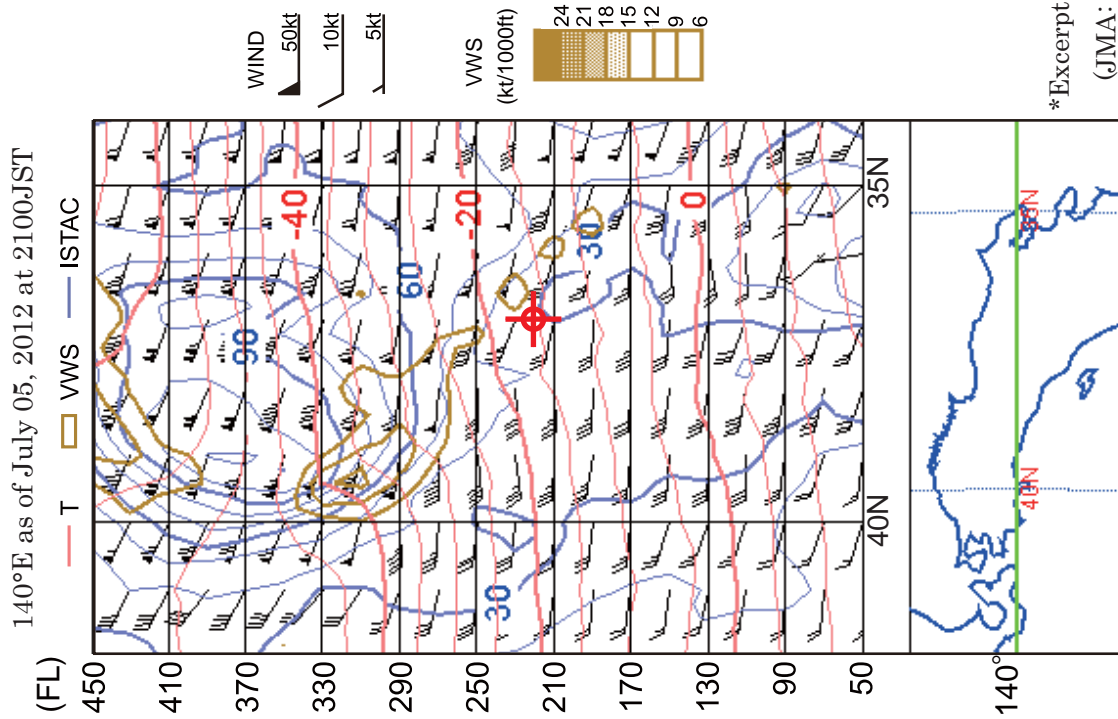 140°E as of July 05, 2012 at 2100JST
T VWS ISTAC
(FL)
450
410
370
330
290
250
210
170
130
90
50
90
60
30
30
-40
-20
0
40N
35N
WIND
50kt
10kt
5kt
VWS
(kt/1000ft)
24
21
18
15
12
9
6
140°
40N
35N
*Excerpt
(JMA: